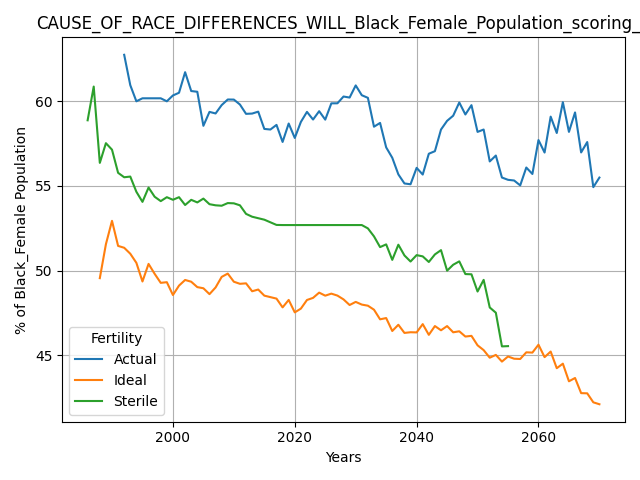 CAUSE_OF_RACE_DIFFERENCES_WILL_Black_Female_Population_scoring_
% of Black_Female Population
60
55
50
45
Fertility
Actual
Ideal
Sterile
2000 2020 2040 2060
Years